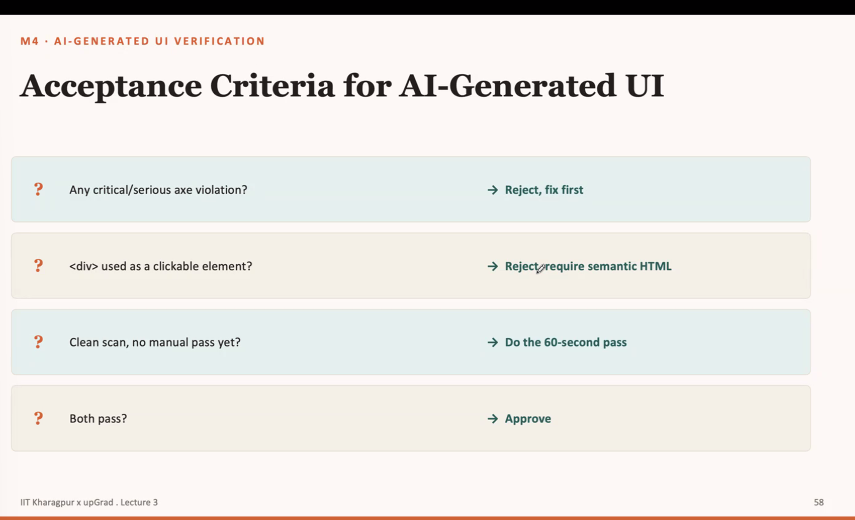 M4 · AI-GENERATED UI VERIFICATION
Acceptance Criteria for AI-Generated UI
? Any critical/serious axe violation? → Reject, fix first
? <div> used as a clickable element? → Reject, require semantic HTML
? Clean scan, no manual pass yet? → Do the 60-second pass
? Both pass? → Approve
IIT Kharagpur x upGrad . Lecture 3 58